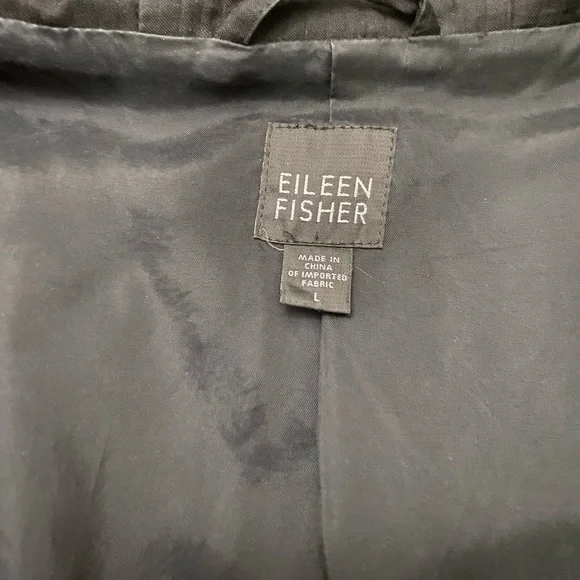 EILEEN
FISHER
MADE IN
CHINA
OF IMPORTED
FABRIC
L